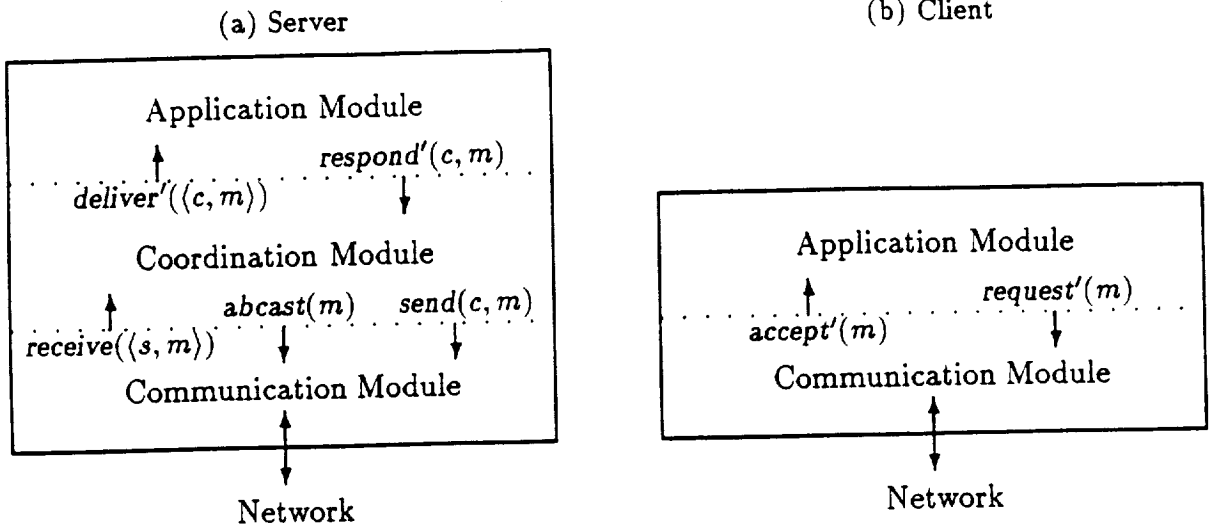 (a) Server
Application Module
respond′(c, m)
deliver′(⟨c, m⟩)
Coordination Module
abcast(m)
send(c, m)
receive(⟨s, m⟩)
Communication Module
Network
(b) Client
Application Module
request′(m)
accept′(m)
Communication Module
Network